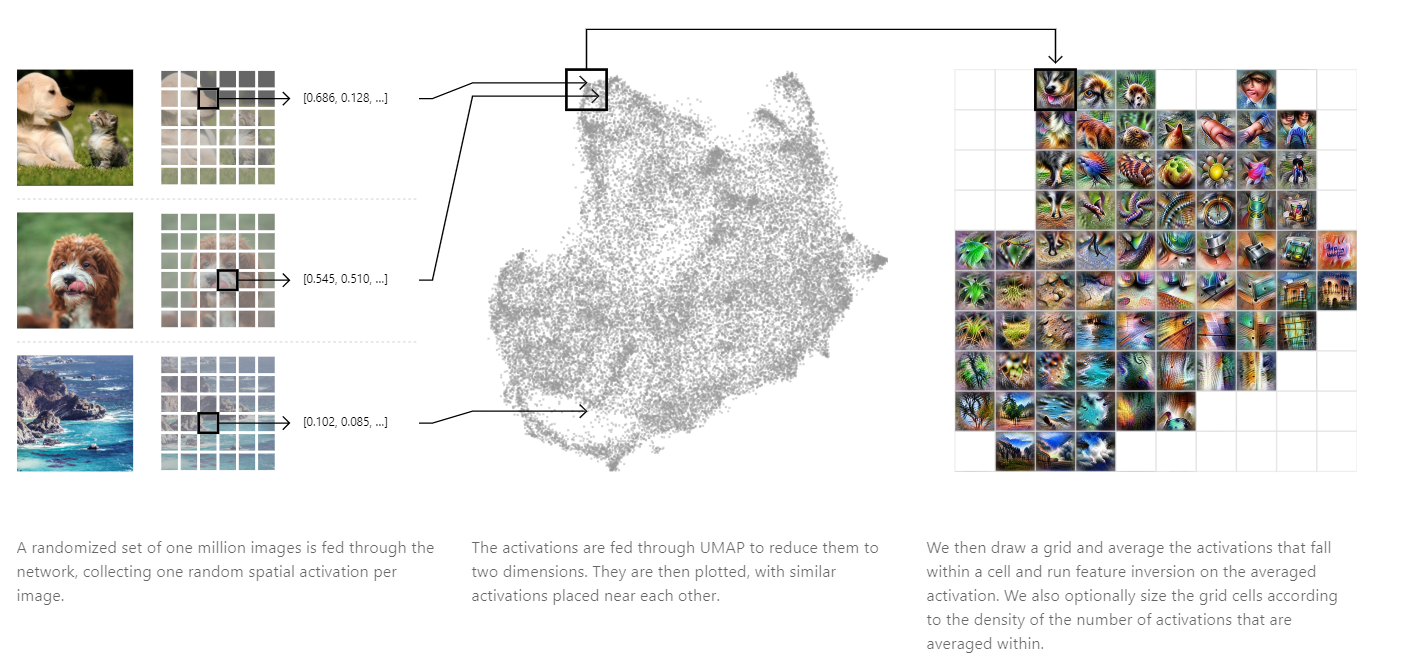 [0.686, 0.128, ...]
[0.545, 0.510, ...]
[0.102, 0.085, ...]
A randomized set of one million images is fed through the
network, collecting one random spatial activation per
image.
The activations are fed through UMAP to reduce them to
two dimensions. They are then plotted, with similar
activations placed near each other.
We then draw a grid and average the activations that fall
within a cell and run feature inversion on the averaged
activation. We also optionally size the grid cells according
to the density of the number of activations that are
averaged within.